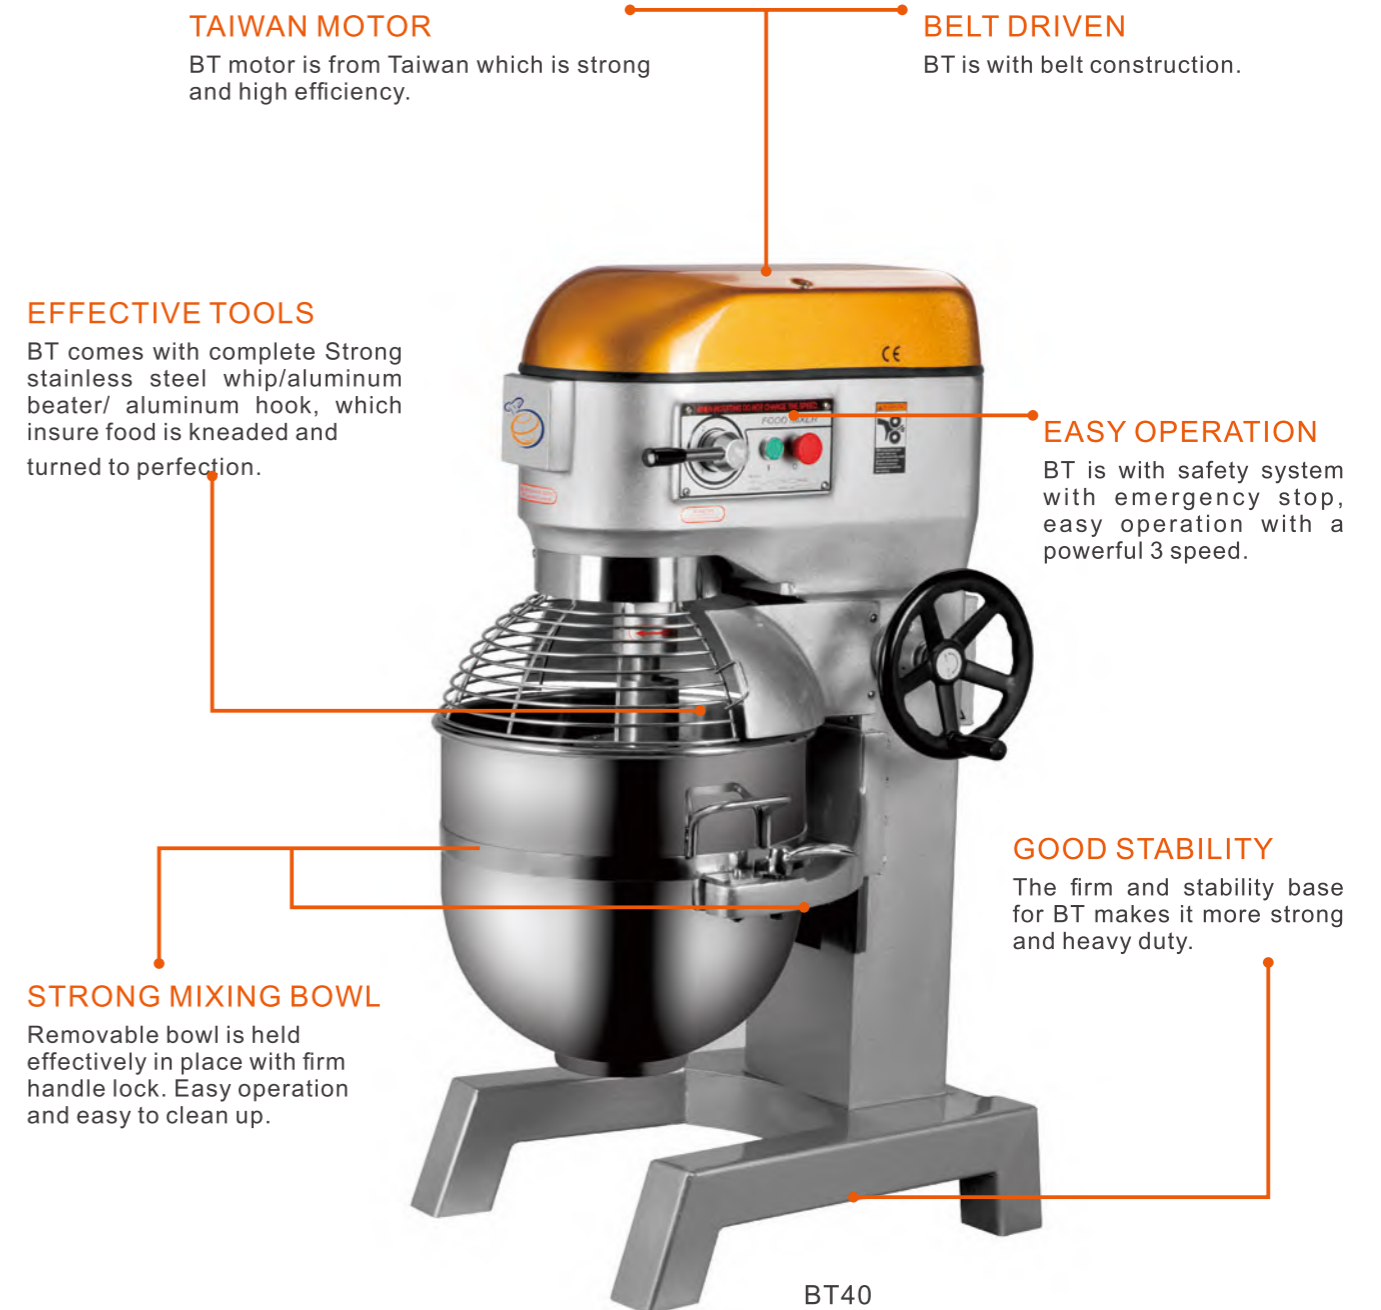 TAIWAN MOTOR
BT motor is from Taiwan which is strong
and high efficiency.
BELT DRIVEN
BT is with belt construction.
EFFECTIVE TOOLS
BT comes with complete Strong
stainless steel whip/aluminum
beater/ aluminum hook, which
insure food is kneaded and
turned to perfection.
CE
FOOD MIXER
EASY OPERATION
BT is with safety system
with emergency stop,
easy operation with a
powerful 3 speed.
GOOD STABILITY
The firm and stability base
for BT makes it more strong
and heavy duty.
STRONG MIXING BOWL
Removable bowl is held
effectively in place with firm
handle lock. Easy operation
and easy to clean up.
BT40